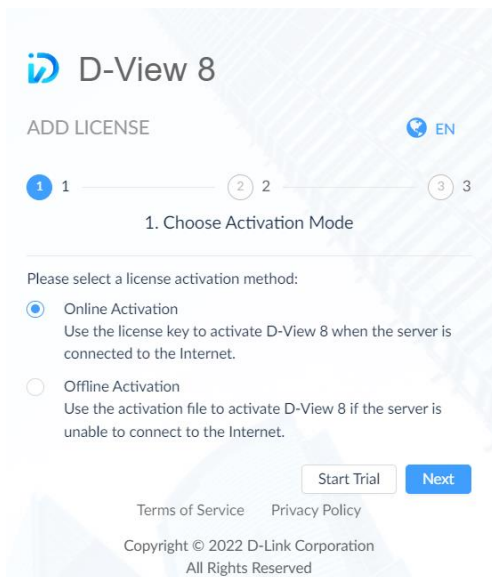 D-View 8
ADD LICENSE EN
1 1 2 2 3 3
1. Choose Activation Mode
Please select a license activation method:
Online Activation
Use the license key to activate D-View 8 when the server is
connected to the Internet.
Offline Activation
Use the activation file to activate D-View 8 if the server is
unable to connect to the Internet.
Start Trial Next
Terms of Service Privacy Policy
Copyright © 2022 D-Link Corporation
All Rights Reserved